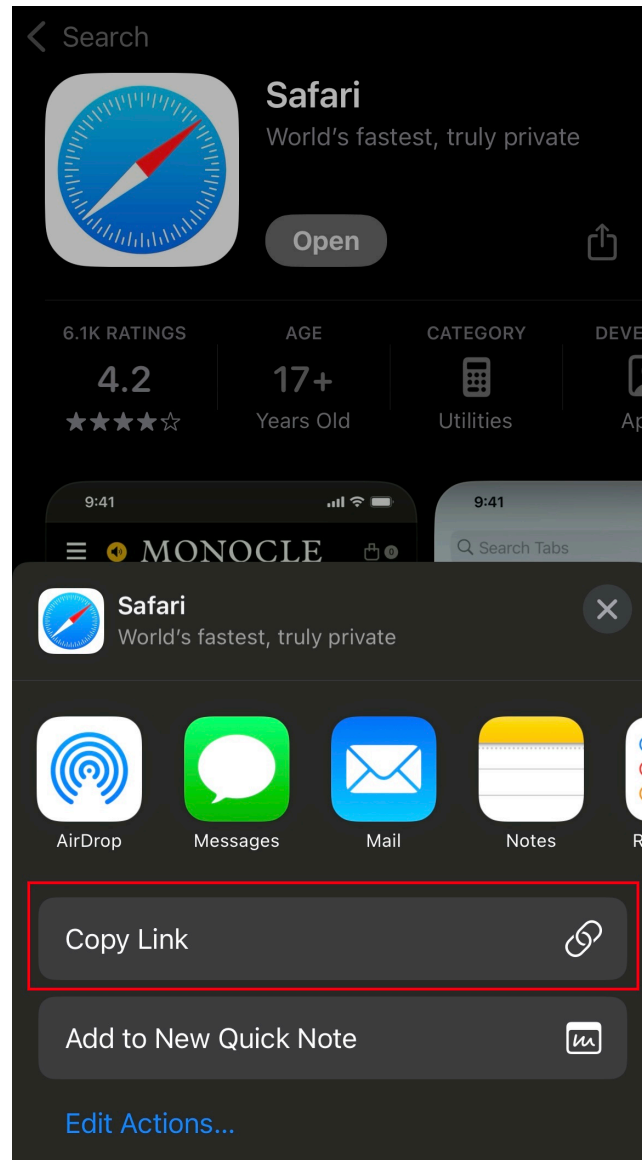 Search
Safari
World's fastest, truly private
Open
6.1K RATINGS AGE CATEGORY
4.2 17+
Years Old Utilities
9:41 9:41
MONOCLE 0 Search Tabs
Safari
World's fastest, truly private
AirDrop Messages Mail Notes
Copy Link
Add to New Quick Note
Edit Actions...